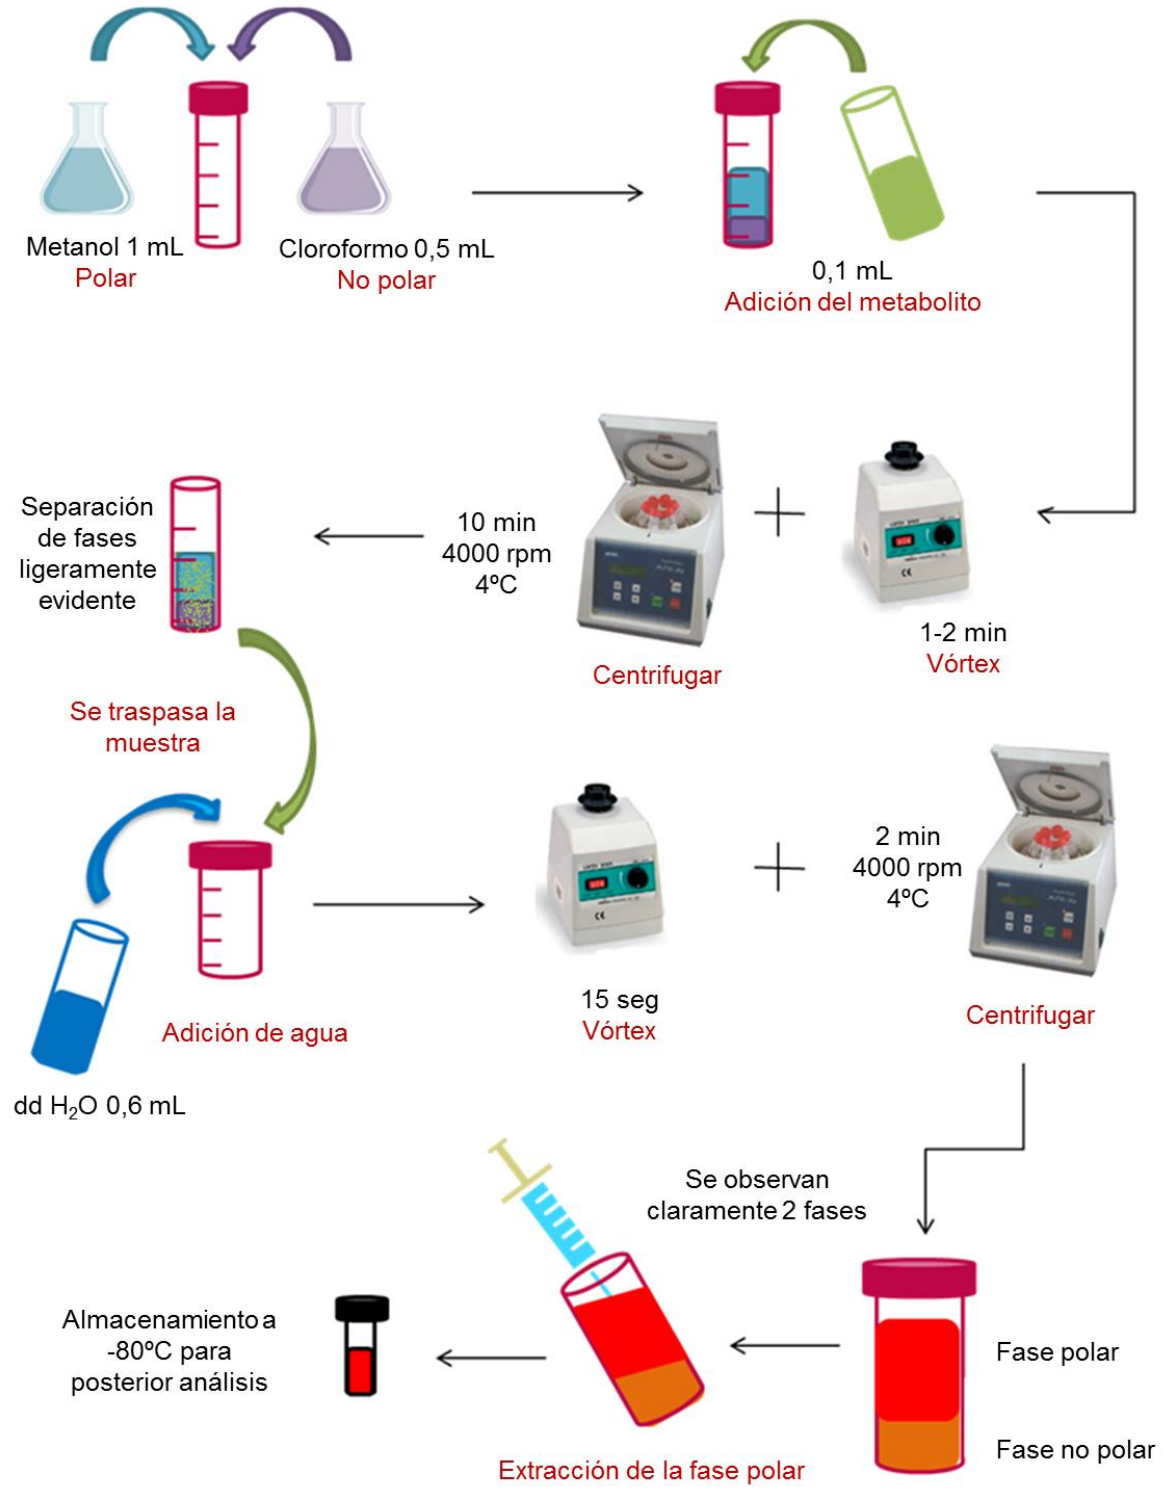 Metanol 1 mL
Polar
Cloroformo 0,5 mL
No polar
0,1 mL
Adición del metabolito
Separación
de fases
ligeramente
evidente
10 min
4000 rpm
4ºC
Centrifugar
1-2 min
Vórtex
Se traspasa la
muestra
Adición de agua
dd H₂O 0,6 mL
15 seg
Vórtex
2 min
4000 rpm
4ºC
Centrifugar
Se observan
claramente 2 fases
Almacenamiento a
-80ºC para
posterior análisis
Extracción de la fase polar
Fase polar
Fase no polar